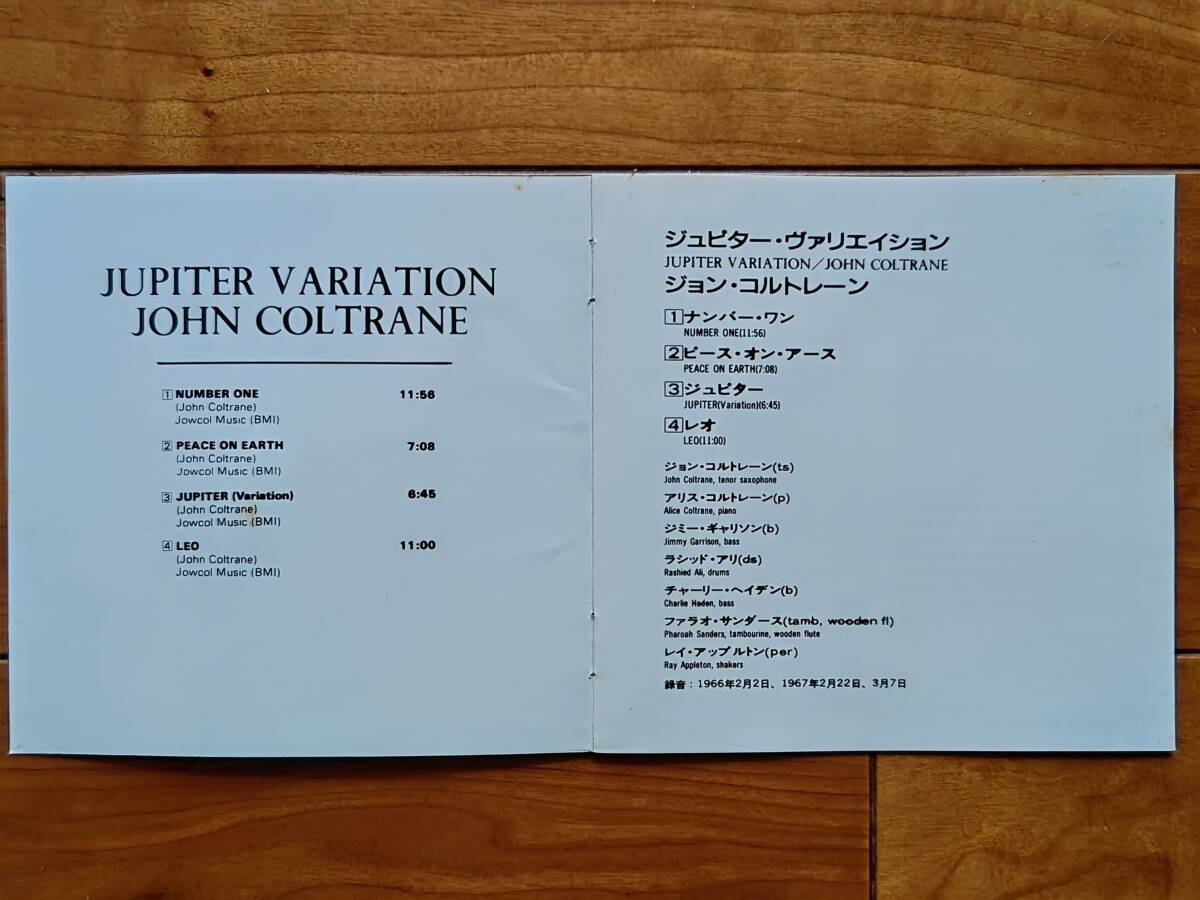 JUPITER VARIATION
JOHN COLTRANE
1 NUMBER ONE 11:56
(John Coltrane)
Jowcol Music (BMI)
2 PEACE ON EARTH 7:08
(John Coltrane)
Jowcol Music (BMI)
3 JUPITER (Variation) 6:45
(John Coltrane)
Jowcol Music (BMI)
4 LEO 11:00
(John Coltrane)
Jowcol Music (BMI)
ジュピター・ヴァリエイション
JUPITER VARIATION/JOHN COLTRANE
ジョン・コルトレーン
1 ナンバー・ワン
NUMBER ONE(11:56)
2 ピース・オン・アース
PEACE ON EARTH(7:08)
3 ジュピター
JUPITER(Variation)(6:45)
4 レオ
LEO(11:00)
ジョン・コルトレーン(ts)
John Coltrane, tenor saxophone
アリス・コルトレーン(p)
Alice Coltrane, piano
ジミー・ギャリソン(b)
Jimmy Garrison, bass
ラシッド・アリ(ds)
Rashied Ali, drums
チャーリー・ヘイデン(b)
Charlie Haden, bass
ファラオ・サンダース(tamb, wooden fl)
Pharoah Sanders, tambourine, wooden flute
レイ・アップルトン(per)
Ray Appleton, shakers
録音：1966年2月2日、1967年2月22日、3月7日